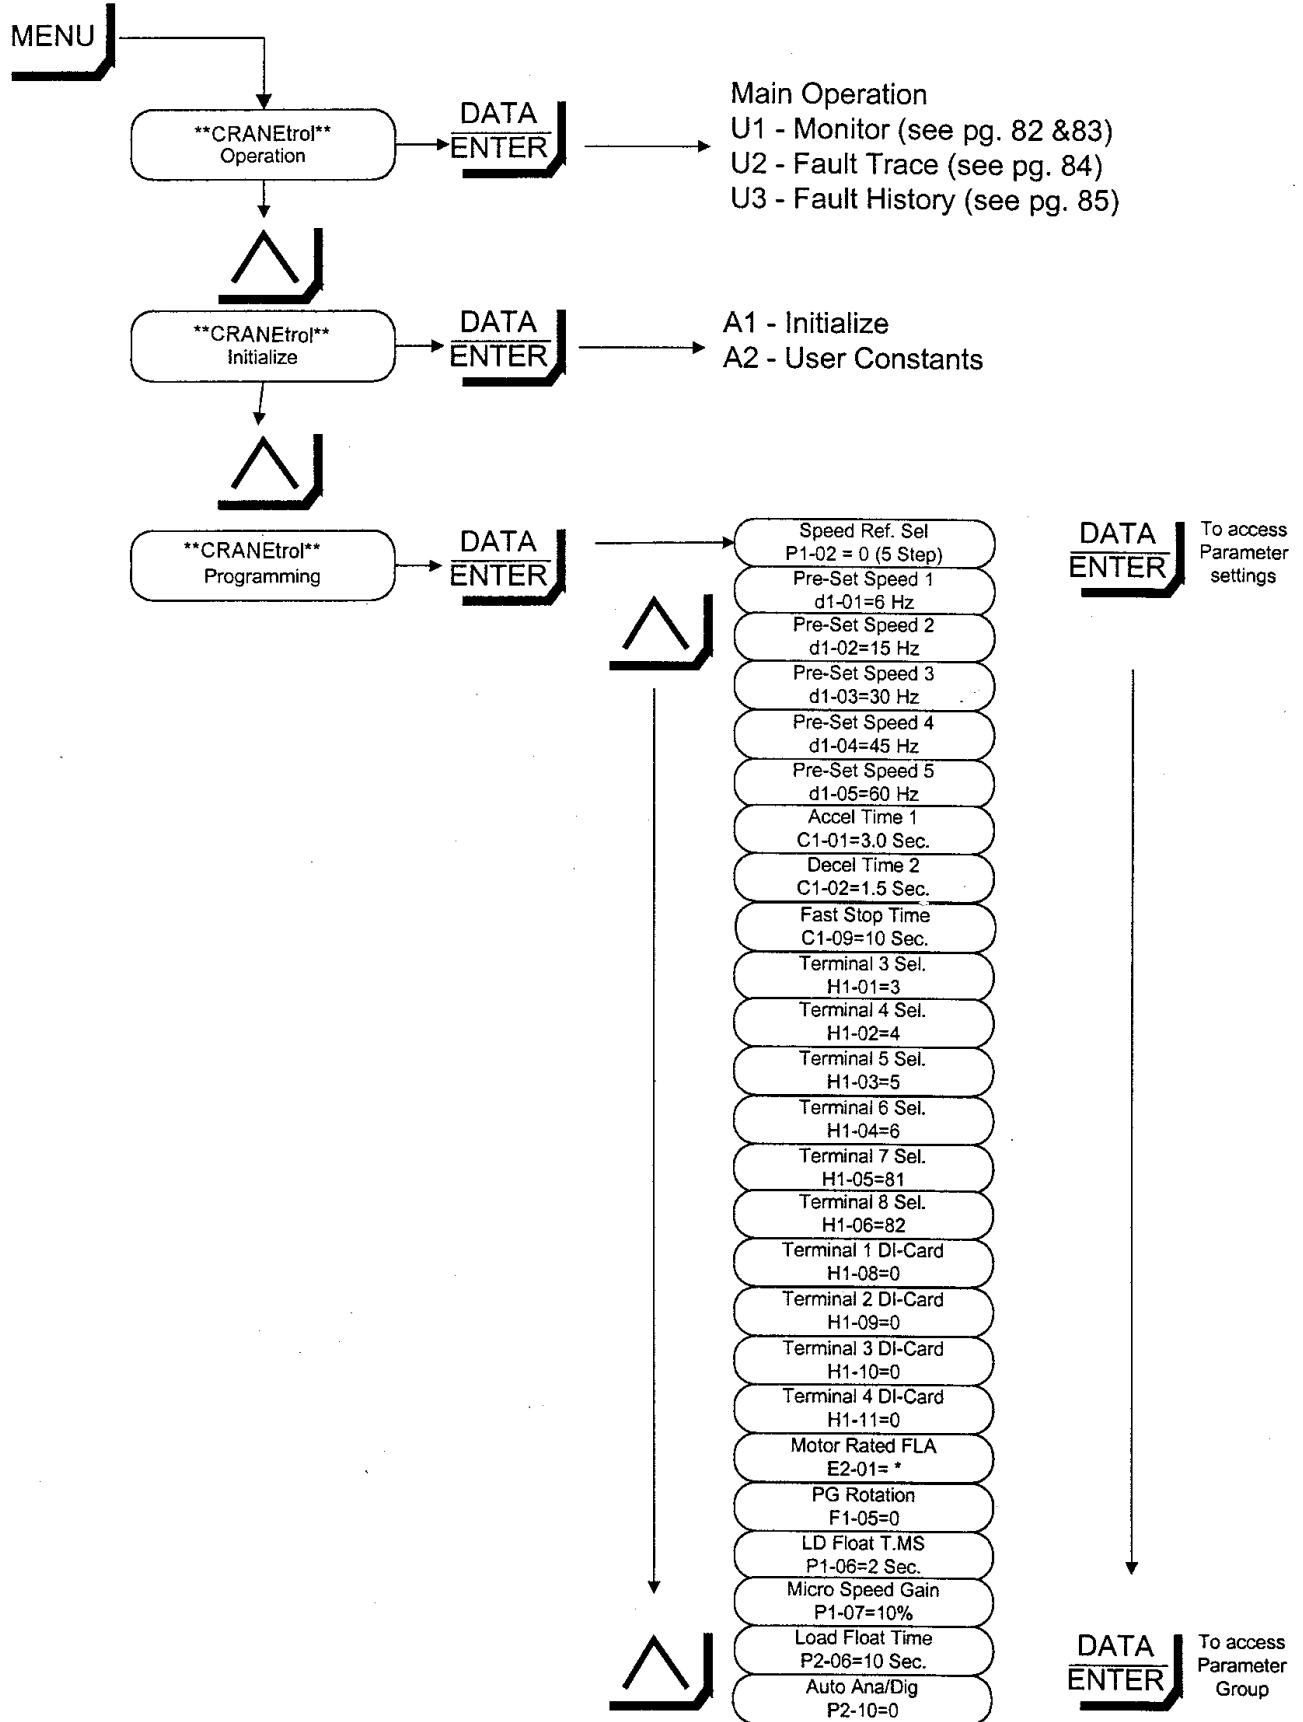 MENU
**CRANEtrol**
Operation
DATA
ENTER
Main Operation
U1 - Monitor (see pg. 82 &83)
U2 - Fault Trace (see pg. 84)
U3 - Fault History (see pg. 85)
**CRANEtrol**
Initialize
DATA
ENTER
A1 - Initialize
A2 - User Constants
**CRANEtrol**
Programming
DATA
ENTER
Speed Ref. Sel
P1-02 = 0 (5 Step)
Pre-Set Speed 1
d1-01=6 Hz
Pre-Set Speed 2
d1-02=15 Hz
Pre-Set Speed 3
d1-03=30 Hz
Pre-Set Speed 4
d1-04=45 Hz
Pre-Set Speed 5
d1-05=60 Hz
Accel Time 1
C1-01=3.0 Sec.
Decel Time 2
C1-02=1.5 Sec.
Fast Stop Time
C1-09=10 Sec.
Terminal 3 Sel.
H1-01=3
Terminal 4 Sel.
H1-02=4
Terminal 5 Sel.
H1-03=5
Terminal 6 Sel.
H1-04=6
Terminal 7 Sel.
H1-05=81
Terminal 8 Sel.
H1-06=82
Terminal 1 DI-Card
H1-08=0
Terminal 2 DI-Card
H1-09=0
Terminal 3 DI-Card
H1-10=0
Terminal 4 DI-Card
H1-11=0
Motor Rated FLA
E2-01= *
PG Rotation
F1-05=0
LD Float T.MS
P1-06=2 Sec.
Micro Speed Gain
P1-07=10%
Load Float Time
P2-06=10 Sec.
Auto Ana/Dig
P2-10=0
DATA
ENTER
To access
Parameter
settings
DATA
ENTER
To access
Parameter
Group